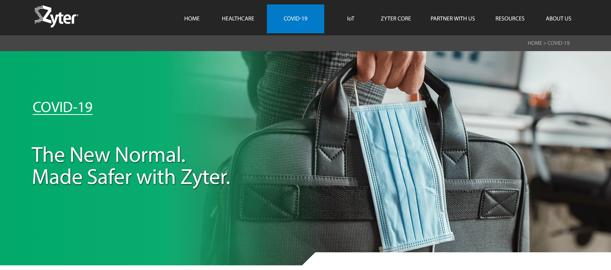 Zyter
HOME HEALTHCARE COVID-19 IoT ZYTER CORE PARTNER WITH US RESOURCES ABOUT US
HOME > COVID-19
COVID-19
The New Normal.
Made Safer with Zyter.